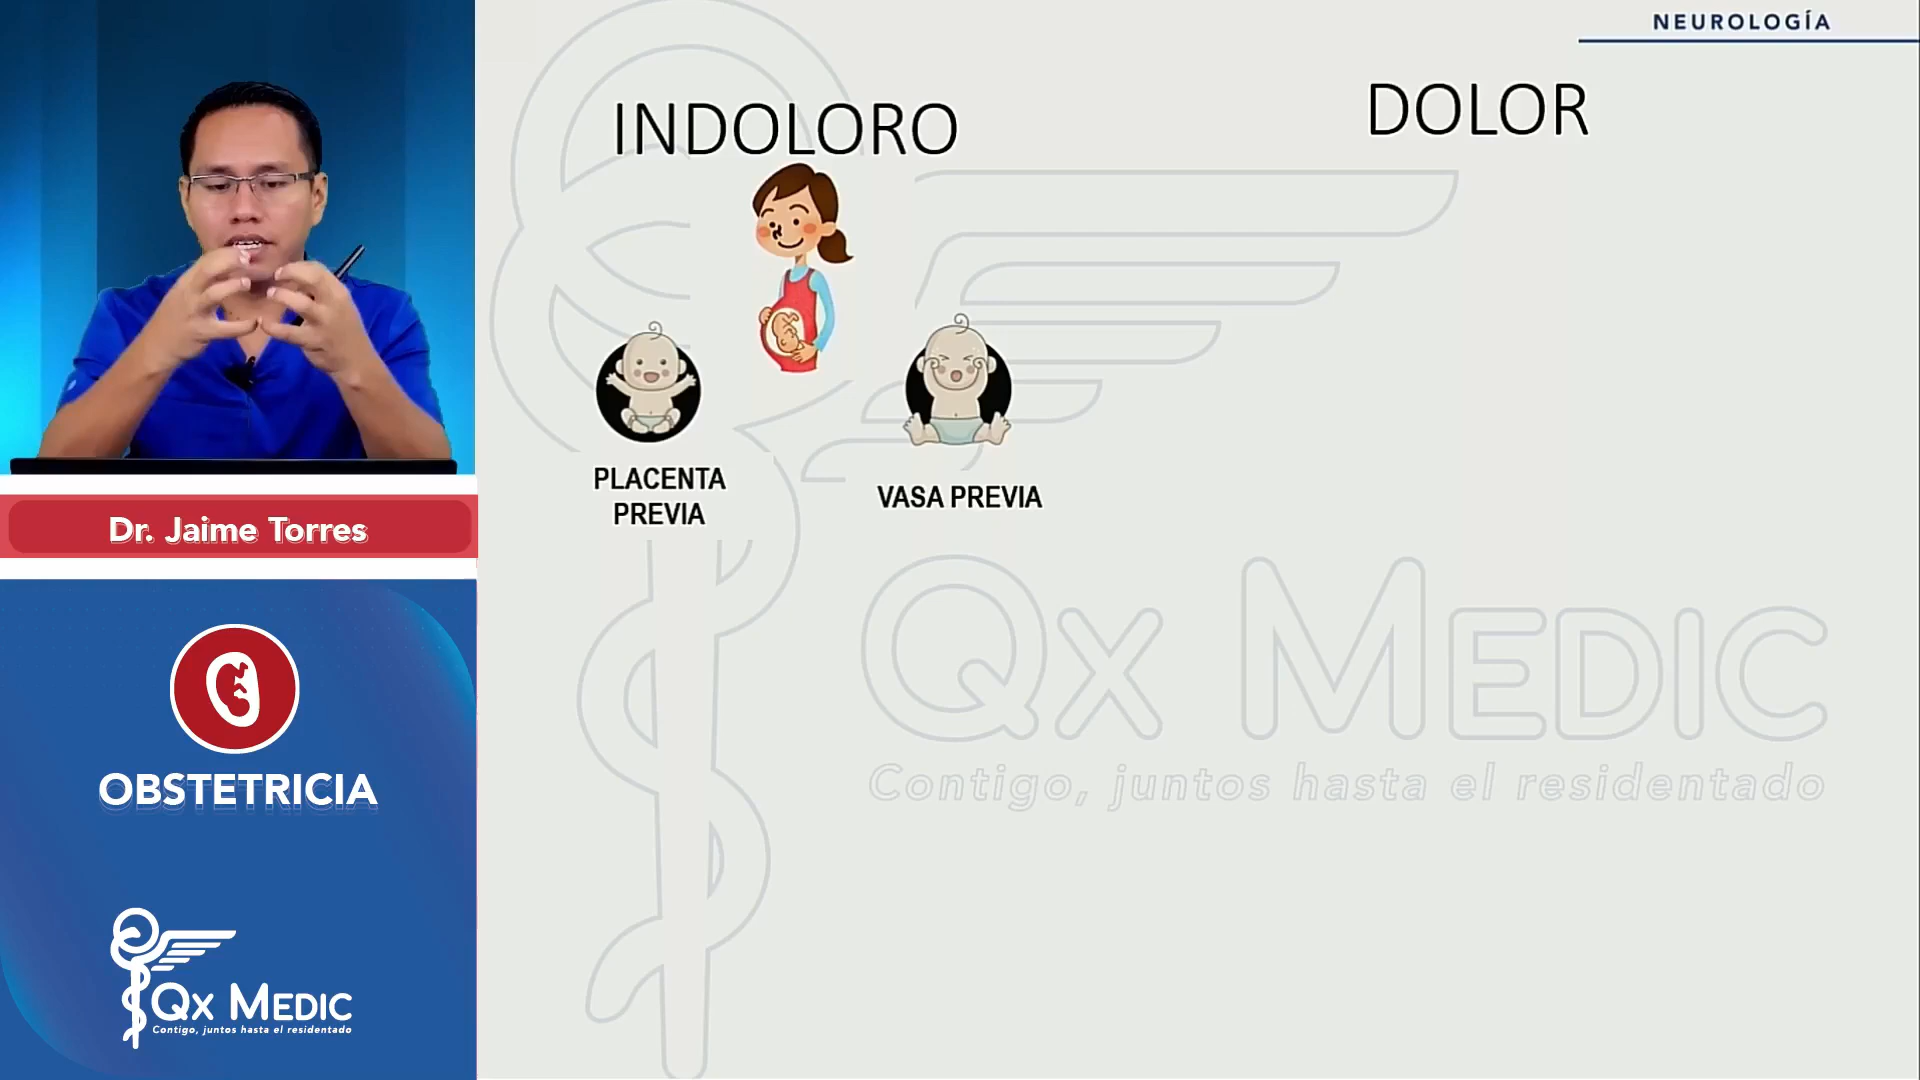 NEUROLOGÍA
INDOLORO
DOLOR
PLACENTA
PREVIA
VASA PREVIA
Dr. Jaime Torres
OBSTETRICIA
Qx MEDIC
Contigo, juntos hasta el residentado
Qx MEDIC
Contigo, juntos hasta el residentado